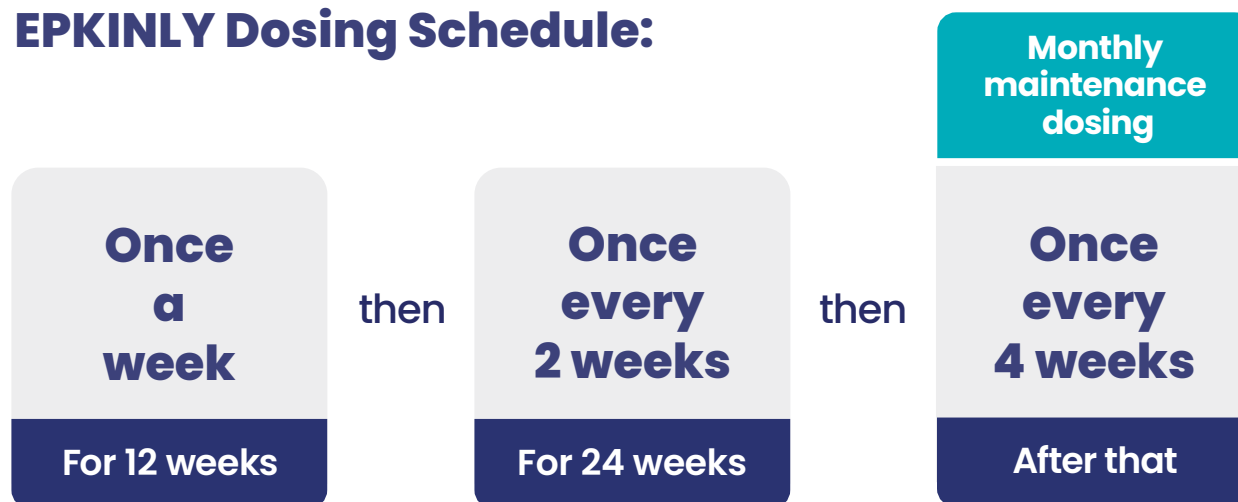 EPKINLY Dosing Schedule:
Monthly
maintenance
dosing
Once
a
week
For 12 weeks
then
Once
every
2 weeks
For 24 weeks
then
Once
every
4 weeks
After that